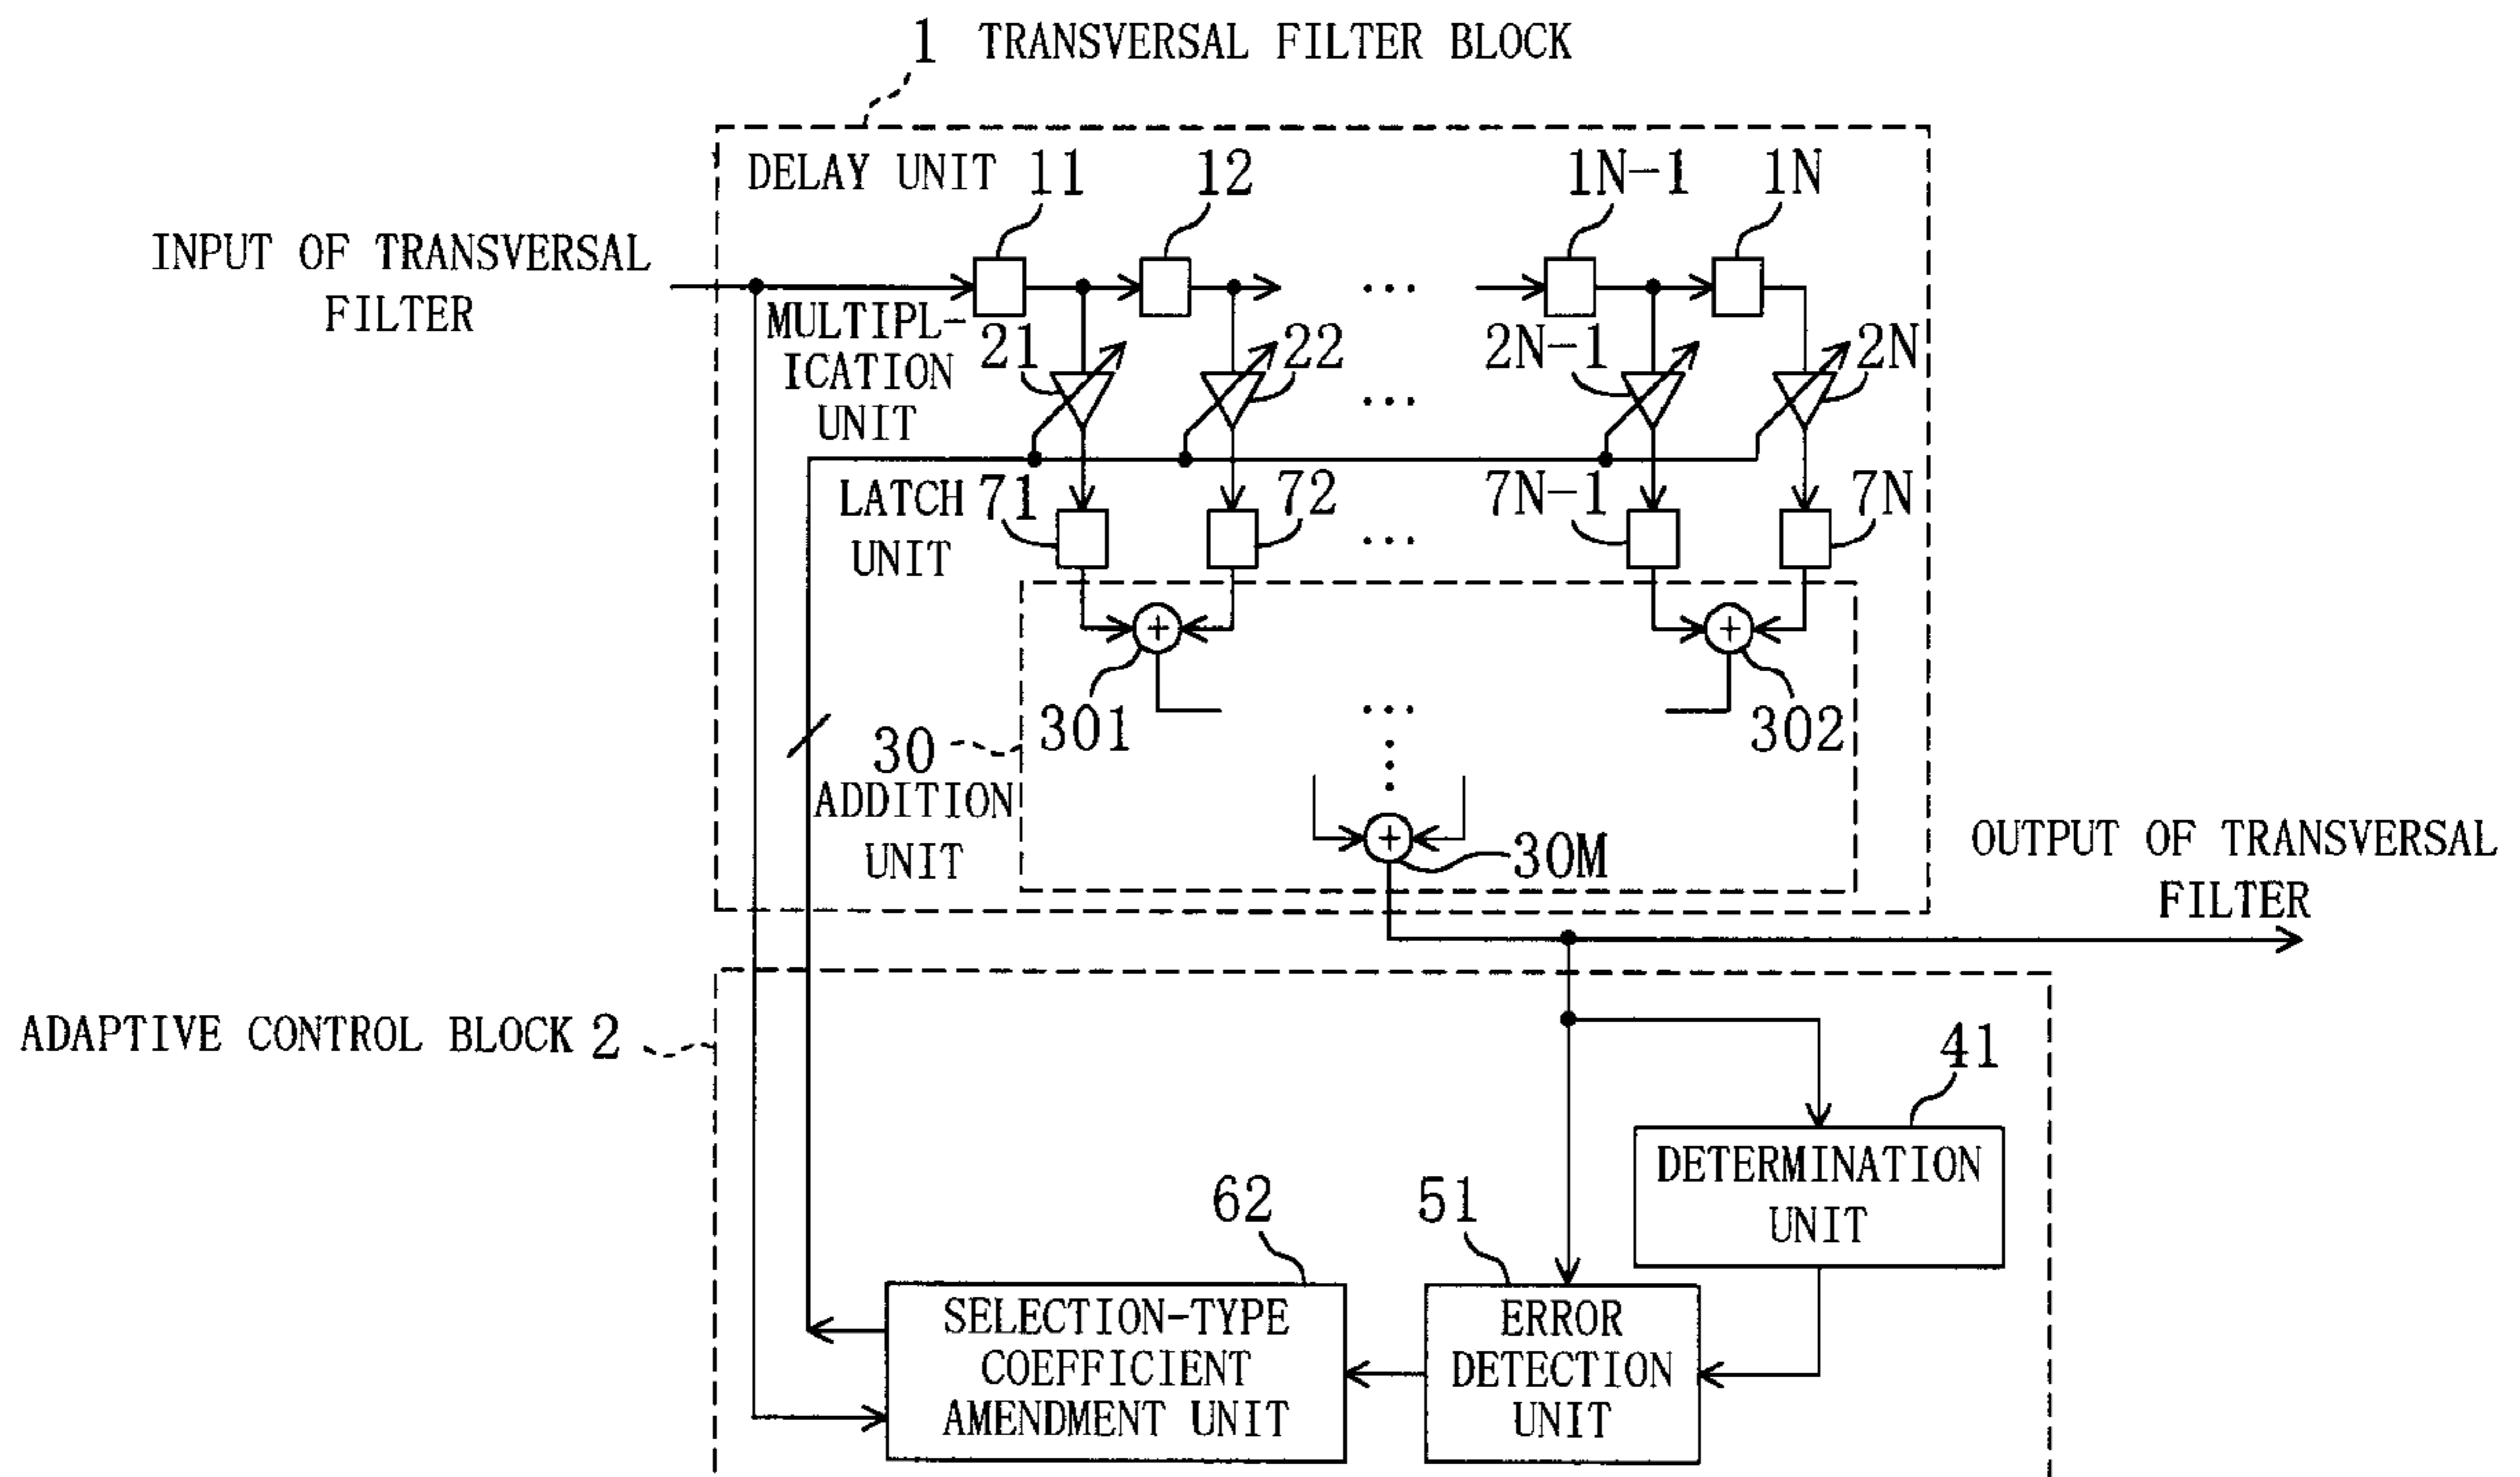 1 TRANSVERSAL FILTER BLOCK
DELAY UNIT 11 12 1N-1 1N
INPUT OF TRANSVERSAL
FILTER
MULTIPL-
ICATION
UNIT
21 22 2N-1 2N
LATCH
UNIT
71 72 7N-1 7N
+ +
301 302
30
ADDITION
UNIT
+
30M
OUTPUT OF TRANSVERSAL
FILTER
ADAPTIVE CONTROL BLOCK 2
41
DETERMINATION
UNIT
62
SELECTION-TYPE
COEFFICIENT
AMENDMENT UNIT
51
ERROR
DETECTION
UNIT